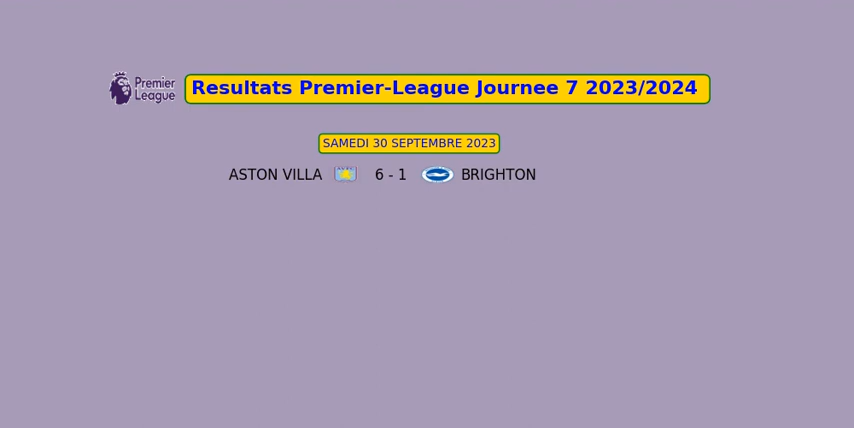 Premier
League
Resultats Premier-League Journee 7 2023/2024
SAMEDI 30 SEPTEMBRE 2023
ASTON VILLA 6 - 1 BRIGHTON